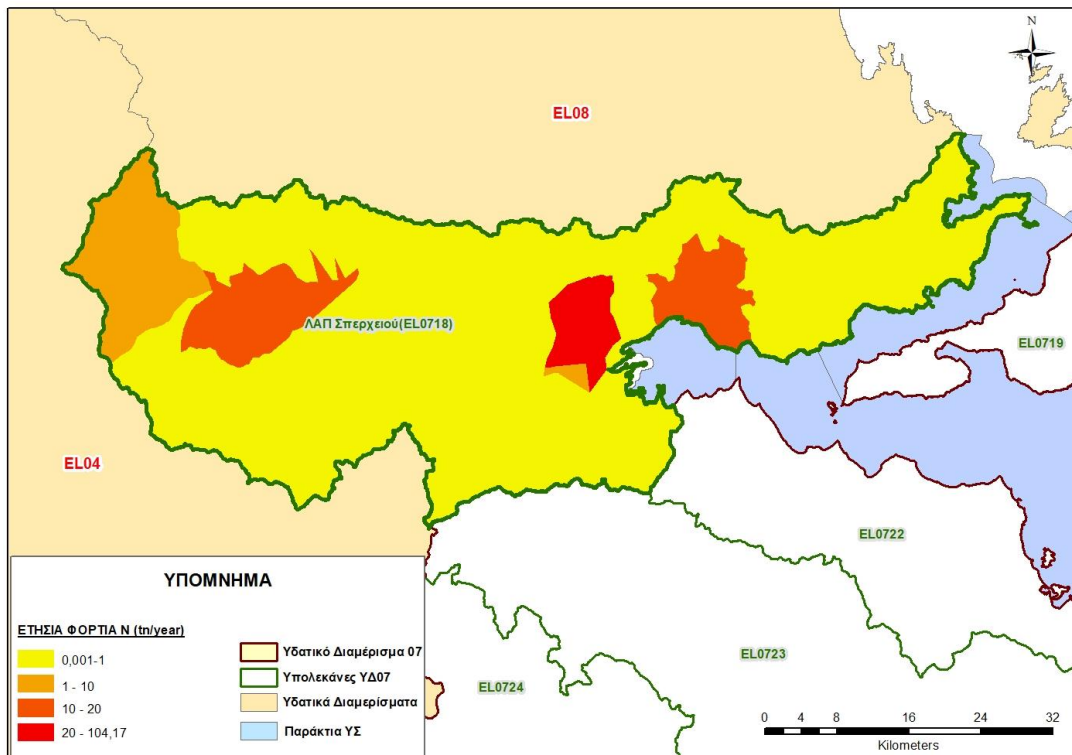 N
EL08
ΛΑΠ Σπερχειού(EL0718)
EL0719
EL04
EL0722
EL0723
EL0724
ΥΠΟΜΝΗΜΑ
ΕΤΗΣΙΑ ΦΟΡΤΙΑ Ν (tn/year)
0,001-1
1 - 10
10 - 20
20 - 104,17
Υδατικό Διαμέρισμα 07
Υπολεκάνες ΥΔ07
Υδατικά Διαμερίσματα
Παράκτια ΥΣ
0 4 8 16 24 32
Kilometers